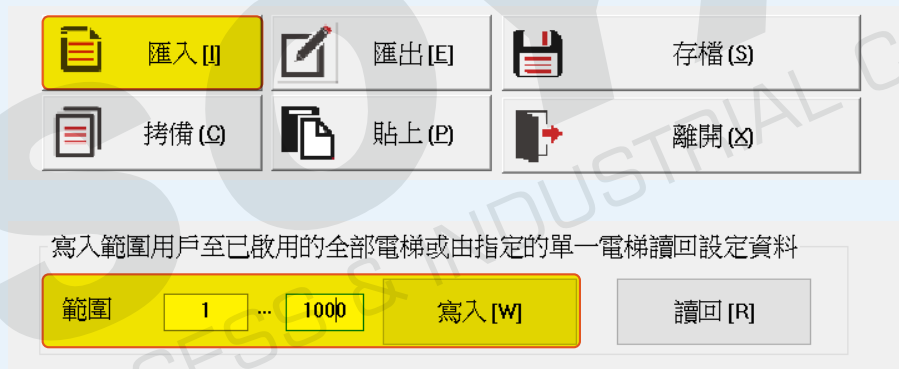 匯入[I] 匯出[E] 存檔(S)
拷備(C) 貼上(P) 離開(X)
寫入範圍用戶至已啟用的全部電梯或由指定的單一電梯讀回設定資料
範圍 1 ... 1000 寫入[W] 讀回[R]